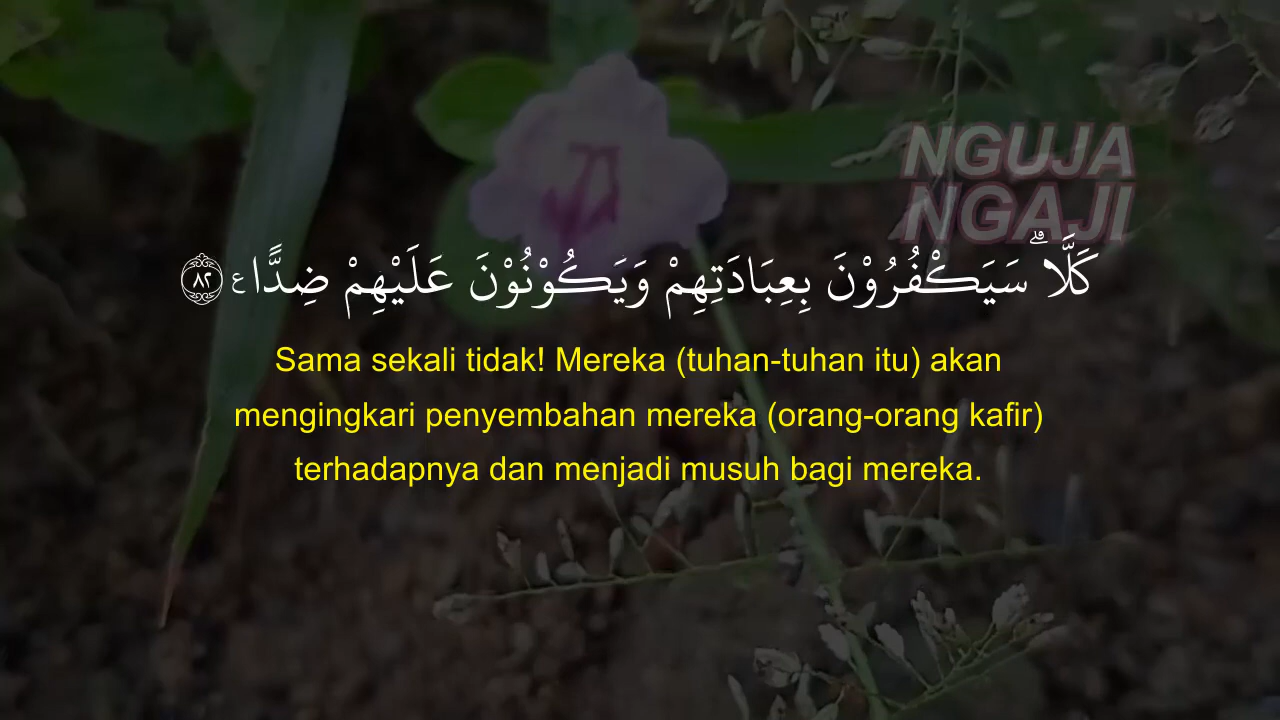 NGUJA
NGAJI
كَلَّاۗ سَيَكْفُرُوْنَ بِعِبَادَتِهِمْ وَيَكُوْنُوْنَ عَلَيْهِمْ ضِدًّا ࣖ ٨٢
Sama sekali tidak! Mereka (tuhan-tuhan itu) akan
mengingkari penyembahan mereka (orang-orang kafir)
terhadapnya dan menjadi musuh bagi mereka.